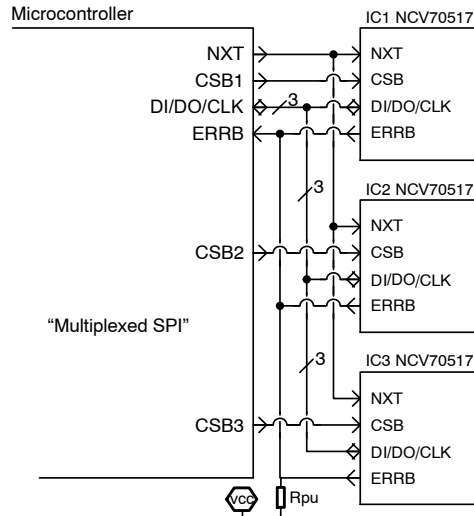 Microcontroller
IC1 NCV70517
NXT
NXT
CSB1
CSB
DI/DO/CLK
3
DI/DO/CLK
ERRB
ERRB
3
IC2 NCV70517
NXT
CSB2
CSB
DI/DO/CLK
ERRB
“Multiplexed SPI”
3
IC3 NCV70517
NXT
CSB3
CSB
DI/DO/CLK
ERRB
VCC
Rpu